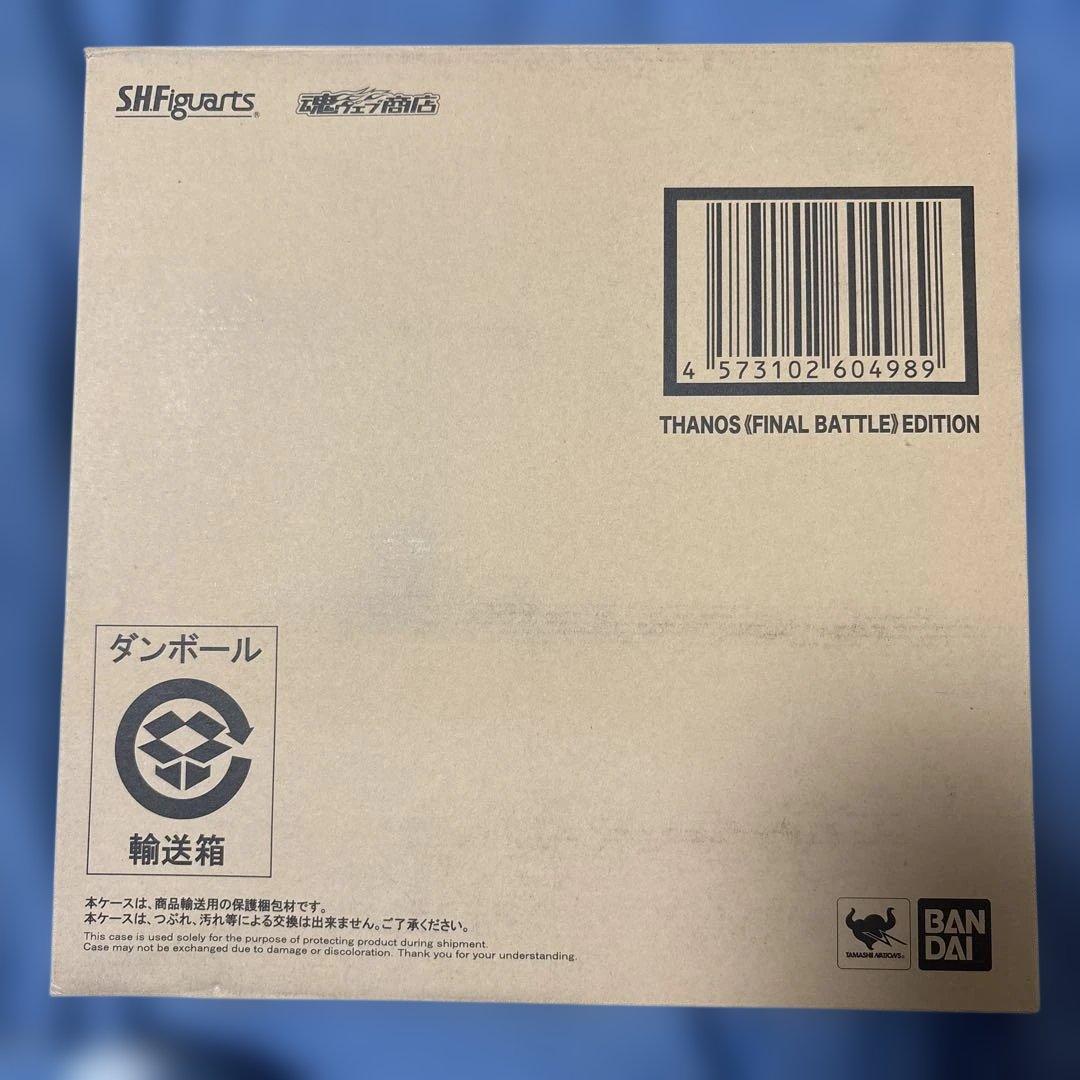 S.H.Figuarts®
魂ウェブ商店
4 573102 604989
THANOS《FINAL BATTLE》EDITION
ダンボール
輸送箱
本ケースは、商品輸送用の保護梱包材です。
本ケースは、つぶれ、汚れ等による交換は出来ません。ご了承ください。
This case is used solely for the purpose of protecting product during shipment.
Case may not be exchanged due to damage or discoloration. Thank you for your understanding.
TAMASHII NATIONS®
BAN
DAI